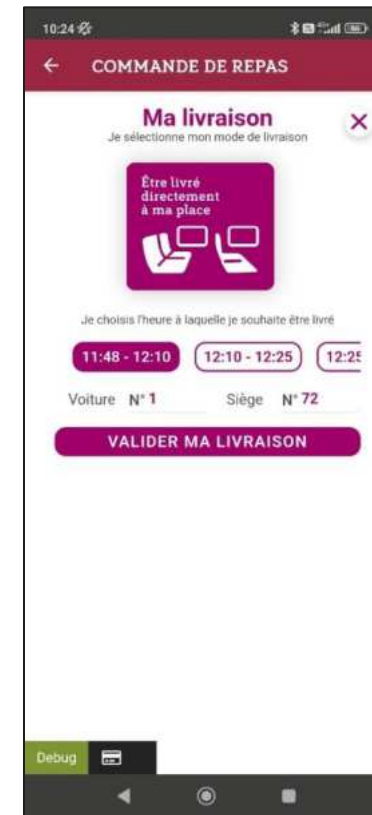 10:24
COMMANDE DE REPAS
Ma livraison
Je sélectionne mon mode de livraison
Être livré
directement
à ma place
Je choisis l'heure à laquelle je souhaite être livré
11:48 - 12:10 12:10 - 12:25 12:25
Voiture N° 1 Siège N° 72
VALIDER MA LIVRAISON
Debug